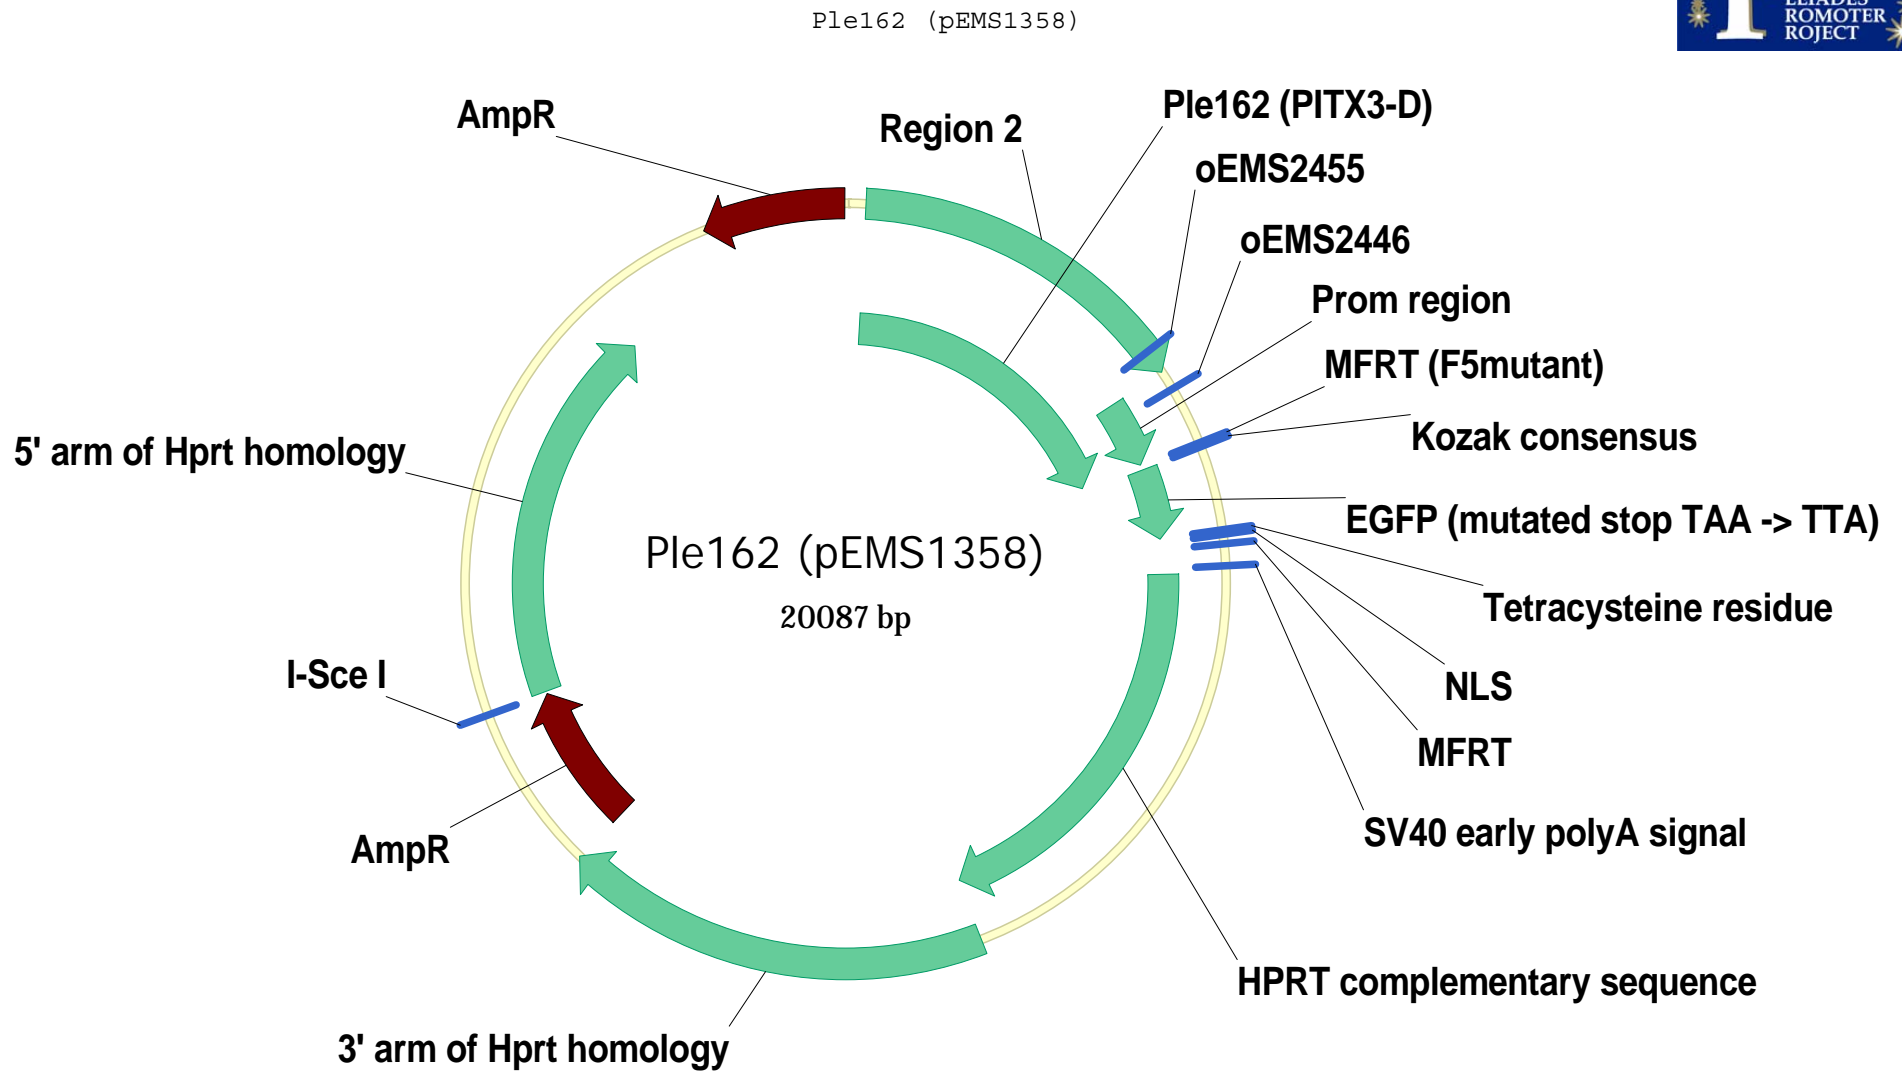 Ple162 (pEMS1358)
ROMOTER
ROJECT
AmpR
Region 2
Ple162 (PITX3-D)
oEMS2455
oEMS2446
Prom region
MFRT (F5mutant)
Kozak consensus
EGFP (mutated stop TAA -> TTA)
Tetracysteine residue
NLS
MFRT
SV40 early polyA signal
HPRT complementary sequence
3' arm of Hprt homology
AmpR
I-Sce I
5' arm of Hprt homology
Ple162 (pEMS1358)
20087 bp